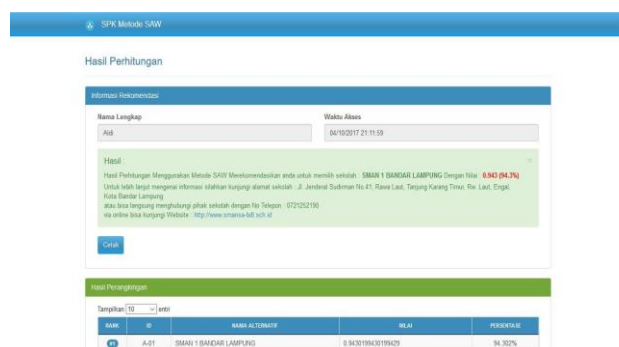 SPK Metode SAW
Hasil Perhitungan
Informasi Rekomendasi
Nama Lengkap
Waktu Akses
Aldi
04/10/2017 21:11:59
Hasil
Hasil Perhitungan Menggunakan Metode SAW Merekomendasikan anda untuk memilih sekolah : SMAN 1 BANDAR LAMPUNG Dengan Nilai : 0.943 (94.3%)
Untuk lebih lanjut mengenai informasi silahkan kunjungi alamat sekolah : Jl. Jenderal Sudirman No.41, Rawa Laut, Tanjung Karang Timur, Rw. Laut, Engal,
Kota Bandar Lampung
atau bisa langsung menghubungi pihak sekolah dengan No Telepon : 0721252190
via online bisa kunjungi Website : http://www.smansa-bdl.sch.id
Cetak
Hasil Perangkingan
Tampilkan 10 entri
RANK ID NAMA ALTERNATIF NILAI PERSENTASE
#1 A-01 SMAN 1 BANDAR LAMPUNG 0.9430199430199429 94.302%